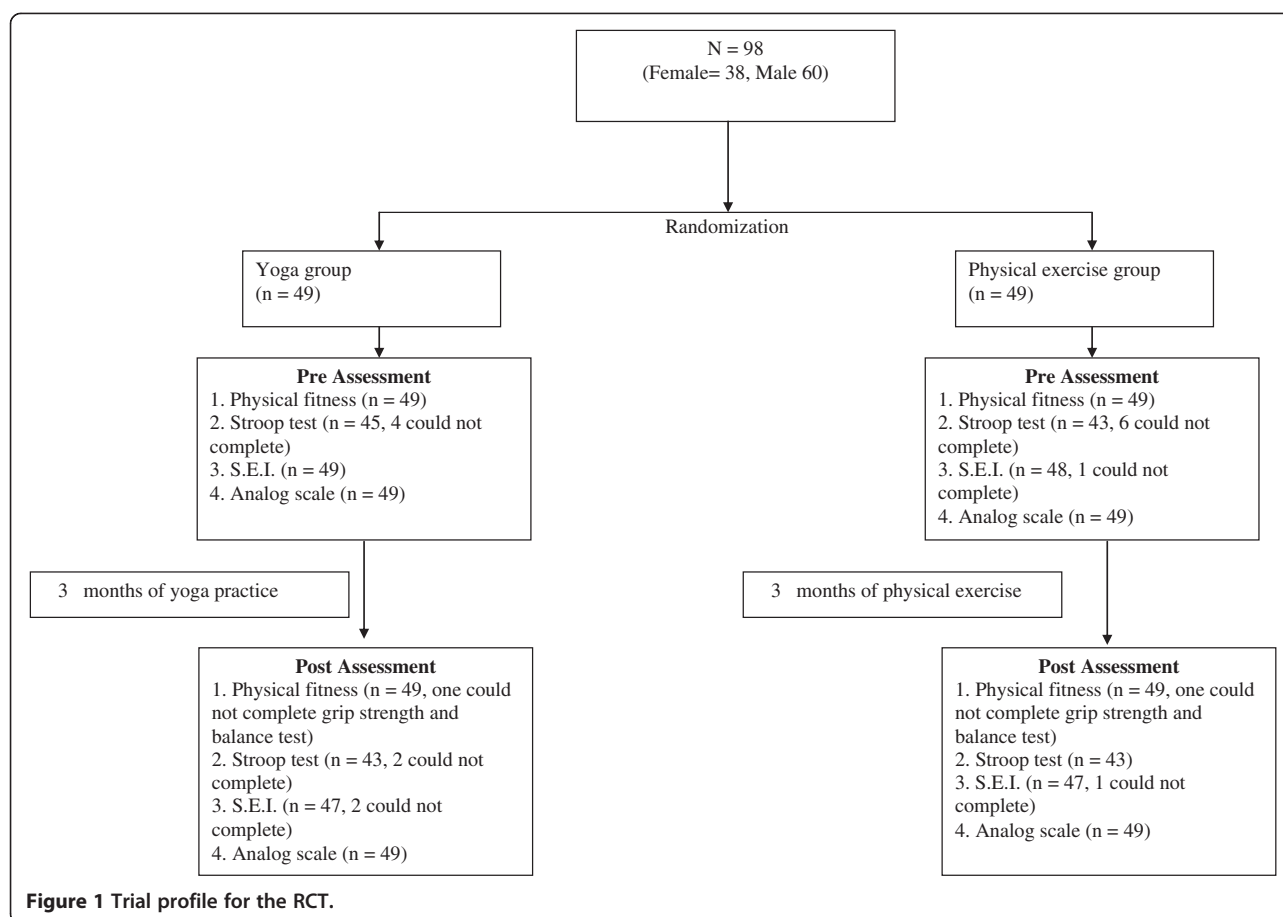 N = 98
(Female= 38, Male 60)
Randomization
Yoga group
(n = 49)
Physical exercise group
(n = 49)
Pre Assessment
1. Physical fitness (n = 49)
2. Stroop test (n = 45, 4 could not
complete)
3. S.E.I. (n = 49)
4. Analog scale (n = 49)
Pre Assessment
1. Physical fitness (n = 49)
2. Stroop test (n = 43, 6 could not
complete)
3. S.E.I. (n = 48, 1 could not
complete)
4. Analog scale (n = 49)
3 months of yoga practice
3 months of physical exercise
Post Assessment
1. Physical fitness (n = 49, one could
not complete grip strength and
balance test)
2. Stroop test (n = 43, 2 could not
complete)
3. S.E.I. (n = 47, 2 could not
complete)
4. Analog scale (n = 49)
Post Assessment
1. Physical fitness (n = 49, one could
not complete grip strength and
balance test)
2. Stroop test (n = 43)
3. S.E.I. (n = 47, 1 could not
complete)
4. Analog scale (n = 49)
Figure 1 Trial profile for the RCT.